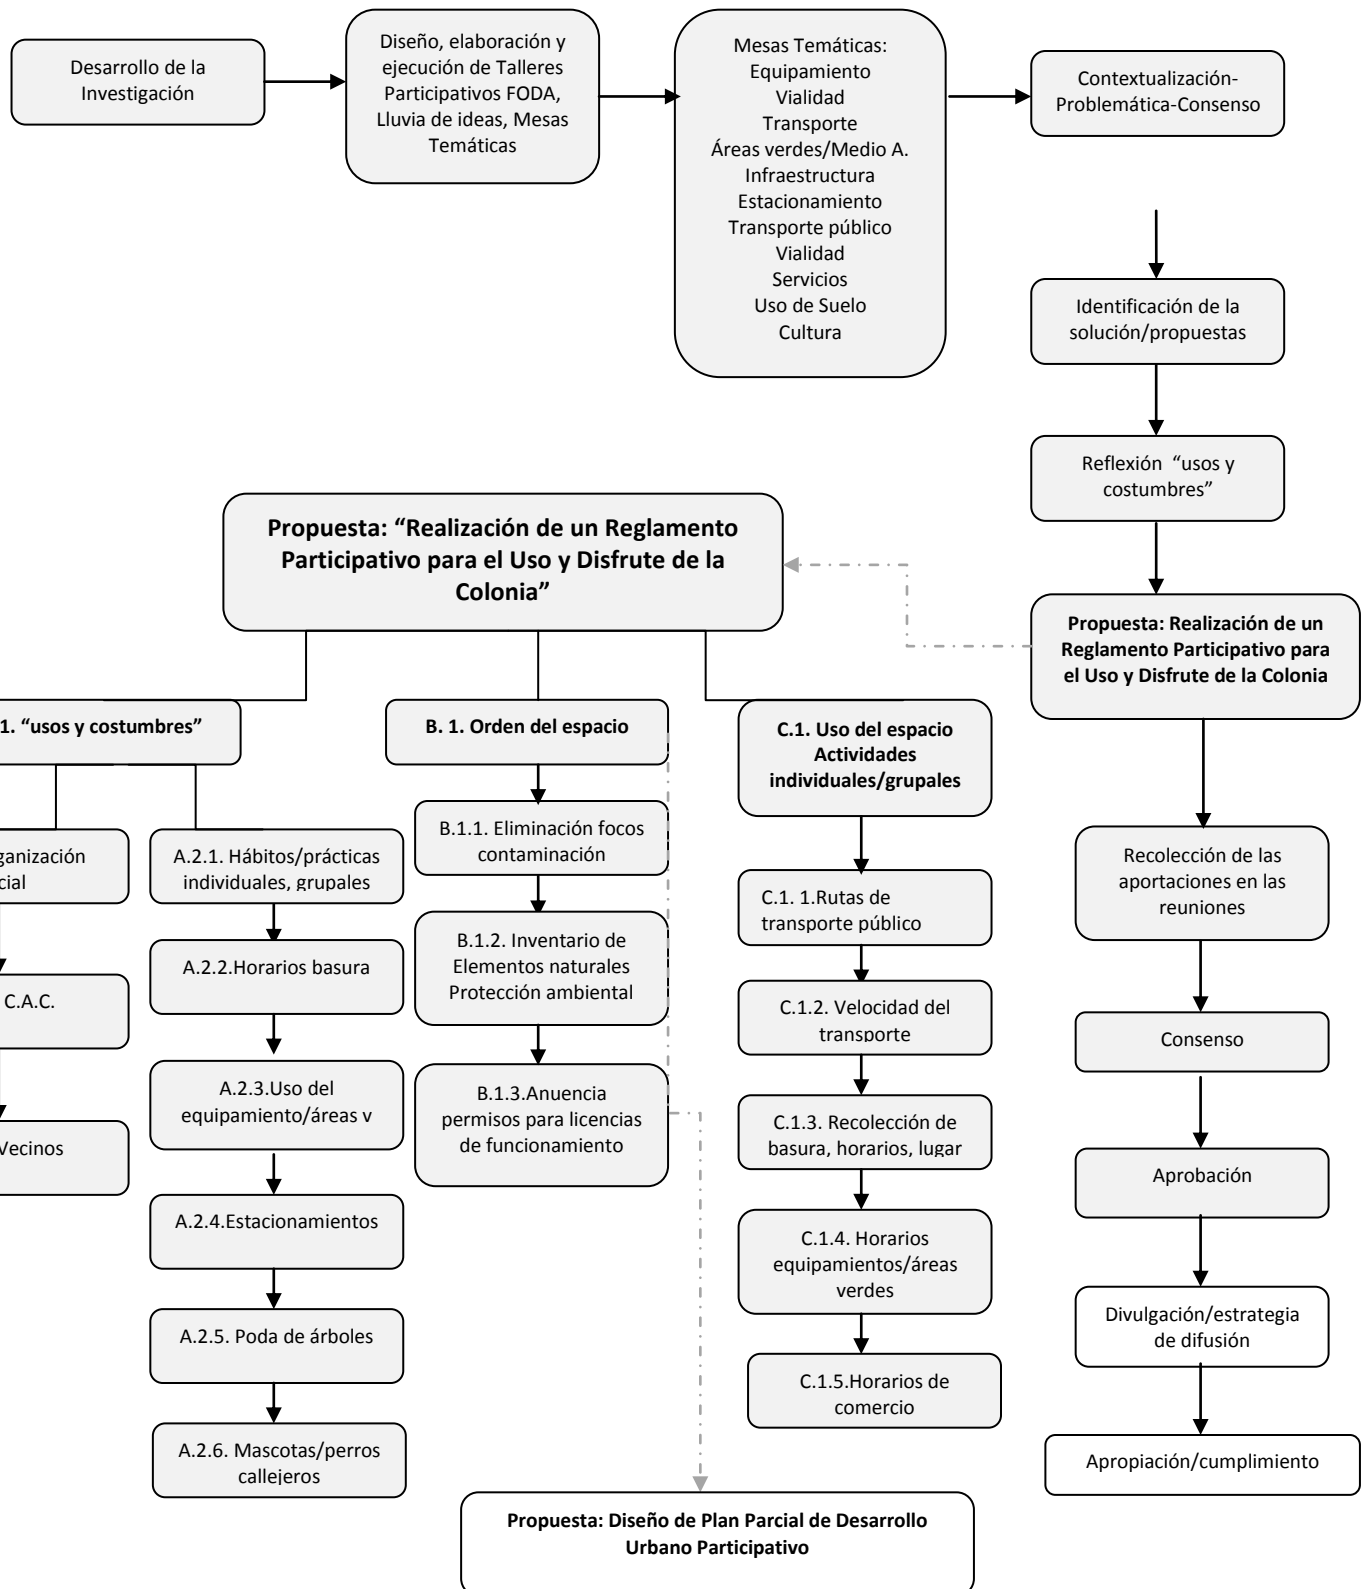 Desarrollo de la
Investigación
Diseño, elaboración y
ejecución de Talleres
Participativos FODA,
Lluvia de ideas, Mesas
Temáticas
Mesas Temáticas:
Equipamiento
Vialidad
Transporte
Áreas verdes/Medio A.
Infraestructura
Estacionamiento
Transporte público
Vialidad
Servicios
Uso de Suelo
Cultura
Contextualización-
Problemática-Consenso
Identificación de la
solución/propuestas
Reflexión “usos y
costumbres”
Propuesta: Realización de un
Reglamento Participativo para
el Uso y Disfrute de la Colonia
Recolección de las
aportaciones en las
reuniones
Consenso
Aprobación
Divulgación/estrategia
de difusión
Apropiación/cumplimiento
Propuesta: “Realización de un Reglamento
Participativo para el Uso y Disfrute de la
Colonia”
1. “usos y costumbres”
ganización
cial
C.A.C.
Vecinos
A.2.1. Hábitos/prácticas
individuales, grupales
A.2.2.Horarios basura
A.2.3.Uso del
equipamiento/áreas v
A.2.4.Estacionamientos
A.2.5. Poda de árboles
A.2.6. Mascotas/perros
callejeros
B. 1. Orden del espacio
B.1.1. Eliminación focos
contaminación
B.1.2. Inventario de
Elementos naturales
Protección ambiental
B.1.3.Anuencia
permisos para licencias
de funcionamiento
C.1. Uso del espacio
Actividades
individuales/grupales
C.1. 1.Rutas de
transporte público
C.1.2. Velocidad del
transporte
C.1.3. Recolección de
basura, horarios, lugar
C.1.4. Horarios
equipamientos/áreas
verdes
C.1.5.Horarios de
comercio
Propuesta: Diseño de Plan Parcial de Desarrollo
Urbano Participativo